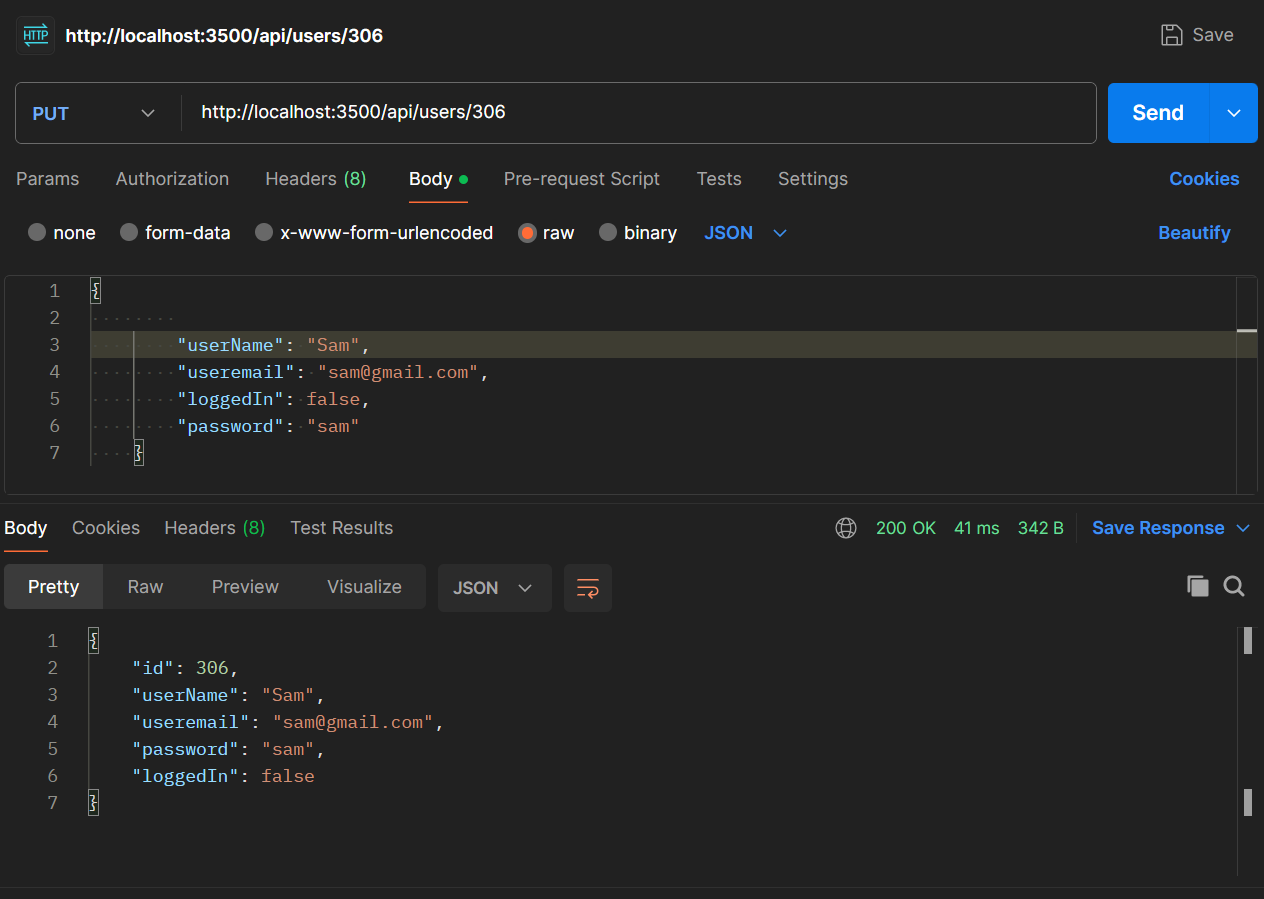 HTTP http://localhost:3500/api/users/306 Save
PUT http://localhost:3500/api/users/306 Send
Params Authorization Headers (8) Body Pre-request Script Tests Settings Cookies
none form-data x-www-form-urlencoded raw binary JSON Beautify
1 {
2
3 "userName": "Sam",
4 "useremail": "sam@gmail.com",
5 "loggedIn": false,
6 "password": "sam"
7 }
Body Cookies Headers (8) Test Results 200 OK 41 ms 342 B Save Response
Pretty Raw Preview Visualize JSON
1 {
2 "id": 306,
3 "userName": "Sam",
4 "useremail": "sam@gmail.com",
5 "password": "sam",
6 "loggedIn": false
7 }